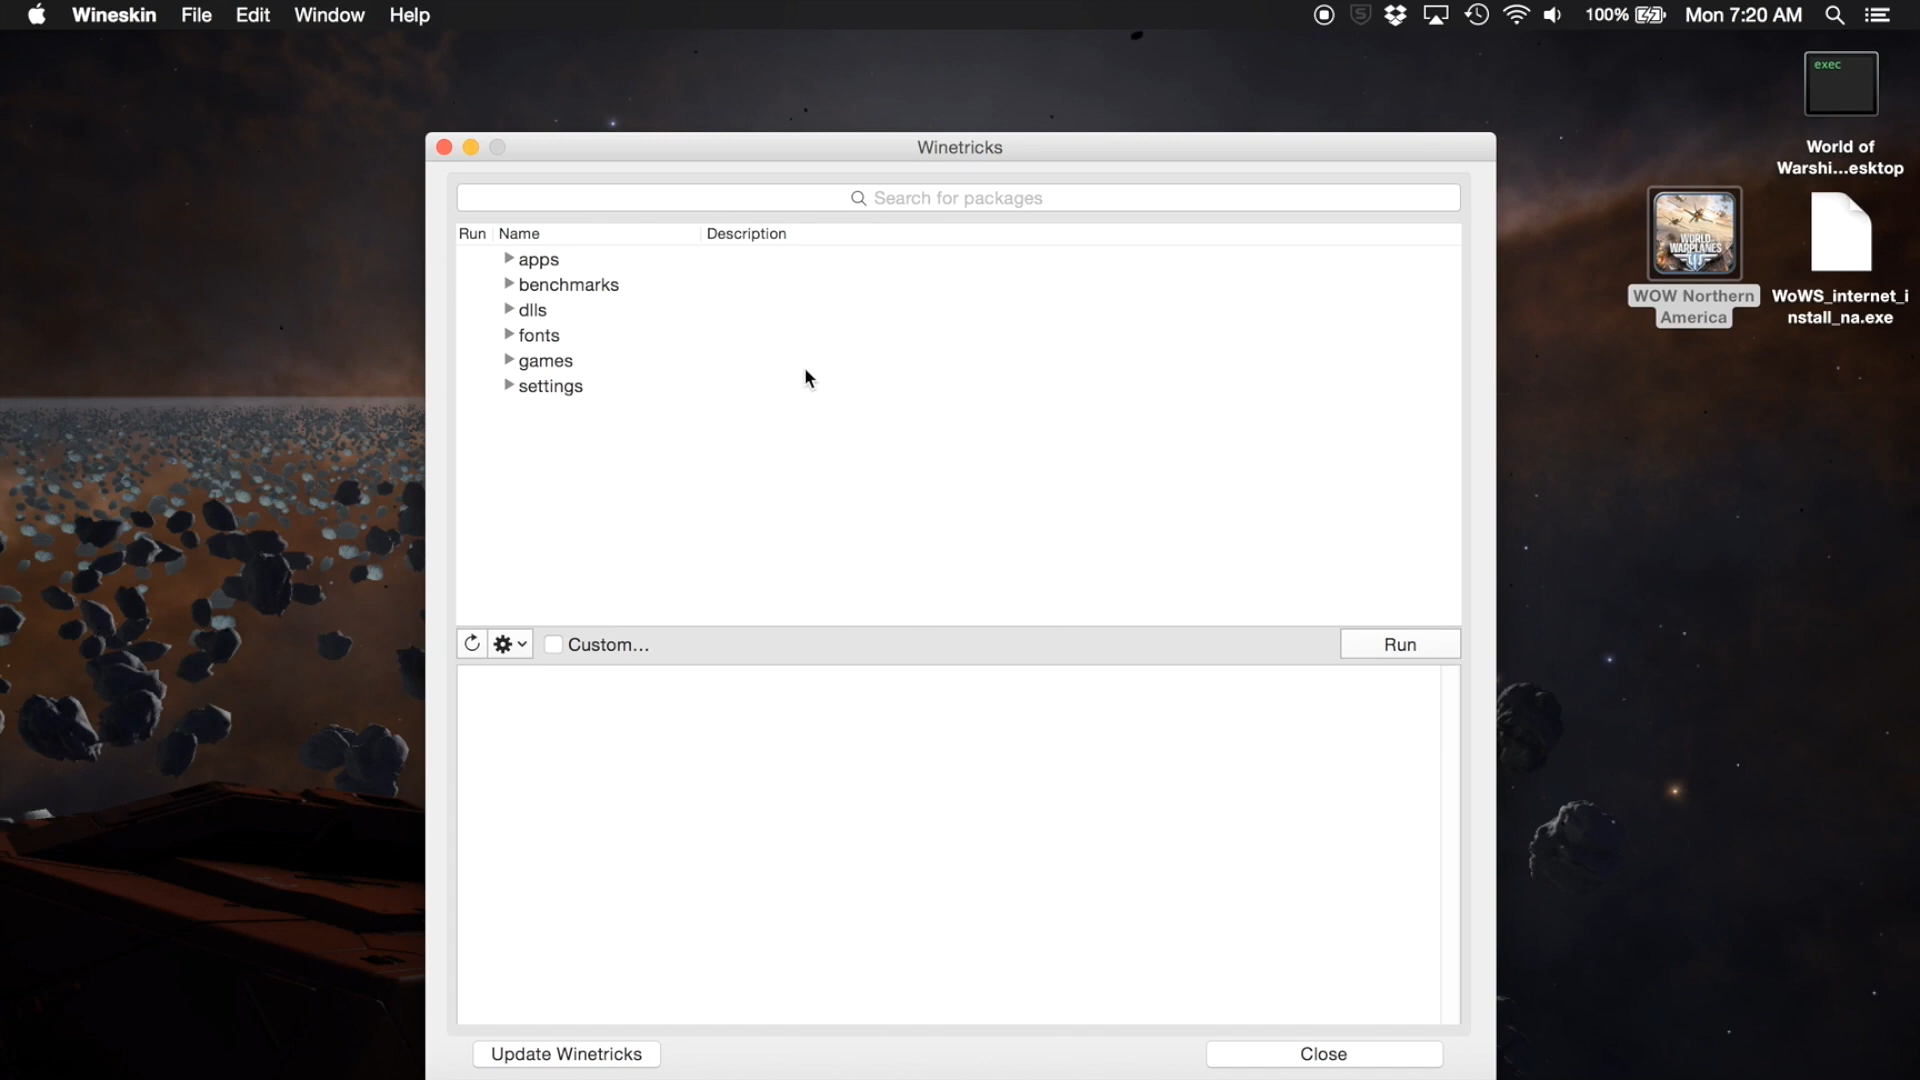 Wineskin File Edit Window Help
100% Mon 7:20 AM
exec
World of
Warshi...esktop
WORLD
WARPLANES
WOW Northern
America
WoWS_internet_i
nstall_na.exe
Winetricks
Search for packages
Run Name Description
apps
benchmarks
dlls
fonts
games
settings
Custom...
Run
Update Winetricks
Close